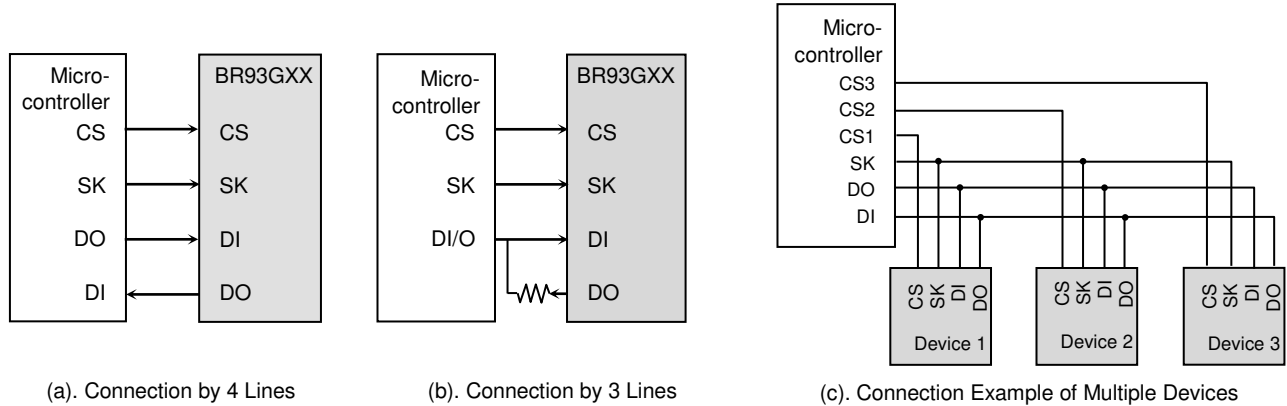 Micro-
controller
CS
SK
DO
DI
BR93GXX
CS
SK
DI
DO
(a). Connection by 4 Lines
Micro-
controller
CS
SK
DI/O
BR93GXX
CS
SK
DI
DO
(b). Connection by 3 Lines
Micro-
controller
CS3
CS2
CS1
SK
DO
DI
CS
SK
DI
DO
Device 1
CS
SK
DI
DO
Device 2
CS
SK
DI
DO
Device 3
(c). Connection Example of Multiple Devices